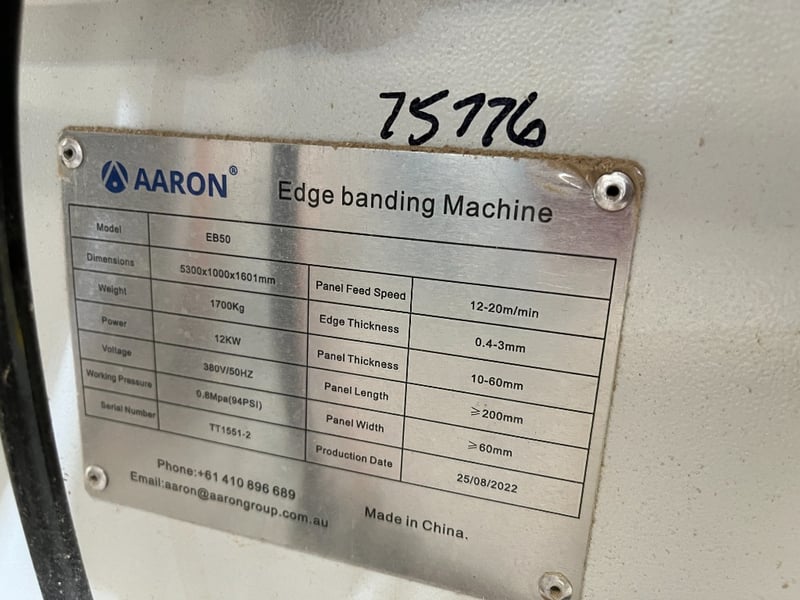 75776
AARON® Edge banding Machine
Model EB50
Dimensions 5300x1000x1601mm Panel Feed Speed 12-20m/min
Weight 1700Kg Edge Thickness 0.4-3mm
Power 12KW Panel Thickness 10-60mm
Voltage 380V/50HZ Panel Length ≥200mm
Working Pressure 0.8Mpa(94PSI) Panel Width ≥60mm
Serial Number TT1551-2 Production Date 25/08/2022
Phone:+61 410 896 689
Email:aaron@aarongroup.com.au Made in China.